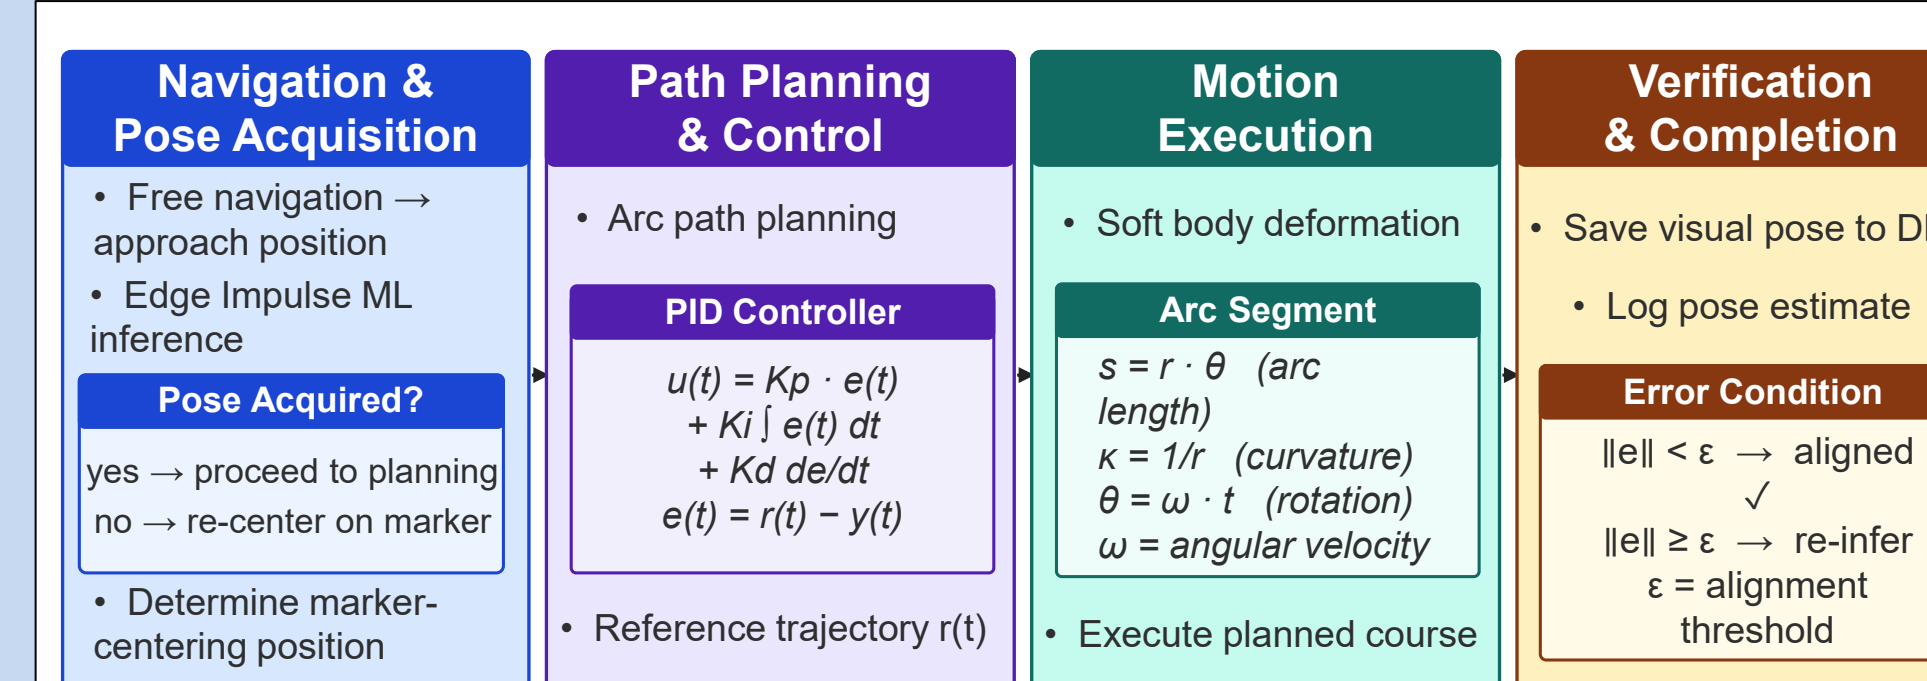 Navigation &
Pose Acquisition
• Free navigation →
approach position
• Edge Impulse ML
inference
Pose Acquired?
yes → proceed to planning
no → re-center on marker
• Determine marker-
centering position
Path Planning
& Control
• Arc path planning
PID Controller
u(t) = Kp · e(t)
+ Ki ∫ e(t) dt
+ Kd de/dt
e(t) = r(t) − y(t)
• Reference trajectory r(t)
Motion
Execution
• Soft body deformation
Arc Segment
s = r · θ (arc
length)
κ = 1/r (curvature)
θ = ω · t (rotation)
ω = angular velocity
• Execute planned course
Verification
& Completion
• Save visual pose to
• Log pose estimate
Error Condition
‖e‖ < ε → aligned
✓
‖e‖ ≥ ε → re-infer
ε = alignment
threshold